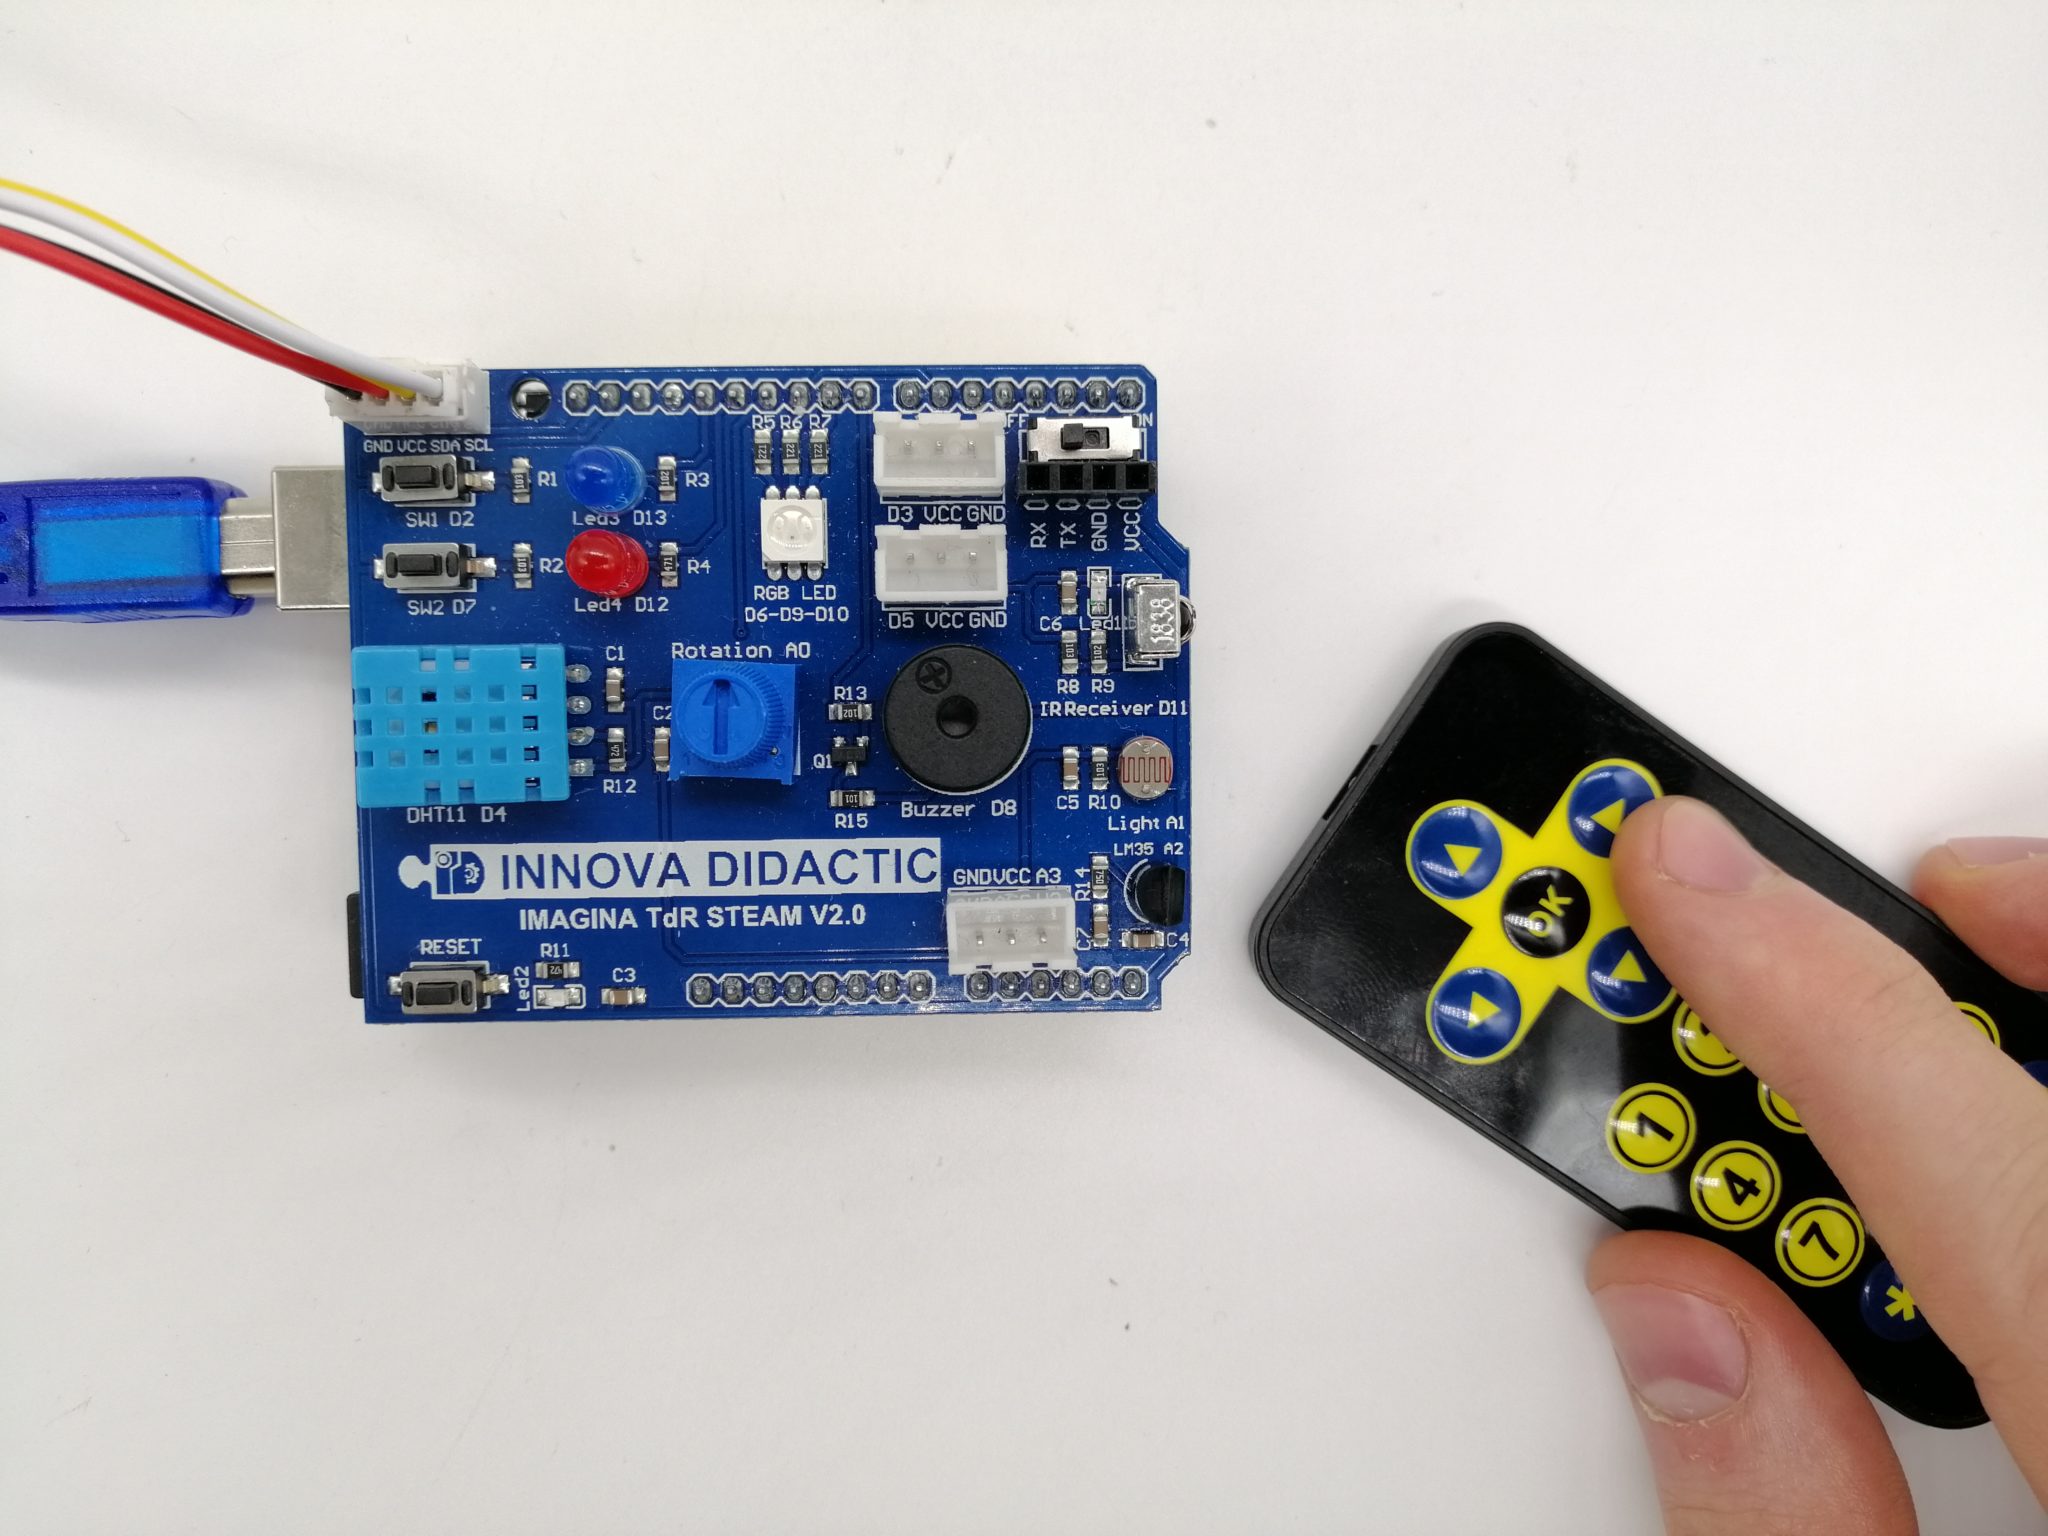 GND VCC SDA SCL
R1
R3
SW1 D2
Led3 D13
R2
R4
SW2 D7
Led4 D12
R5 R6 R7
RGB LED
D6-D9-D10
D3 VCC GND
D5 VCC GND
RX
TX
GND
VCC
1838
C6
R8
R9
IR Receiver D11
C1
R12
DHT11 D4
C2
Rotation A0
R13
Q1
R15
Buzzer D8
C5
R10
Light A1
LM35 A2
INNOVA DIDACTIC
IMAGINA TdR STEAM V2.0
GND VCC A3
R14
C7
C4
RESET
Led2
R11
C3
OK
1
4
7
*